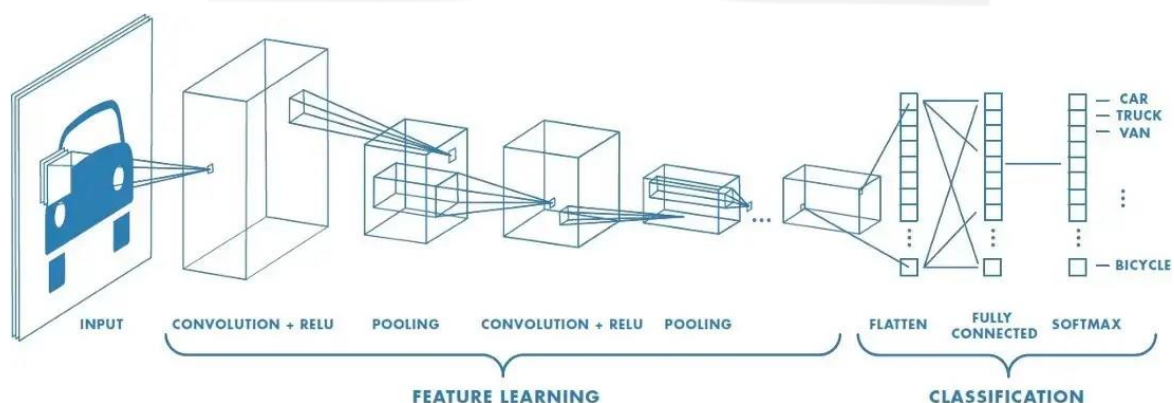 CAR
TRUCK
VAN
BICYCLE
INPUT
CONVOLUTION + RELU
POOLING
CONVOLUTION + RELU
POOLING
FLATTEN
FULLY
CONNECTED
SOFTMAX
FEATURE LEARNING
CLASSIFICATION